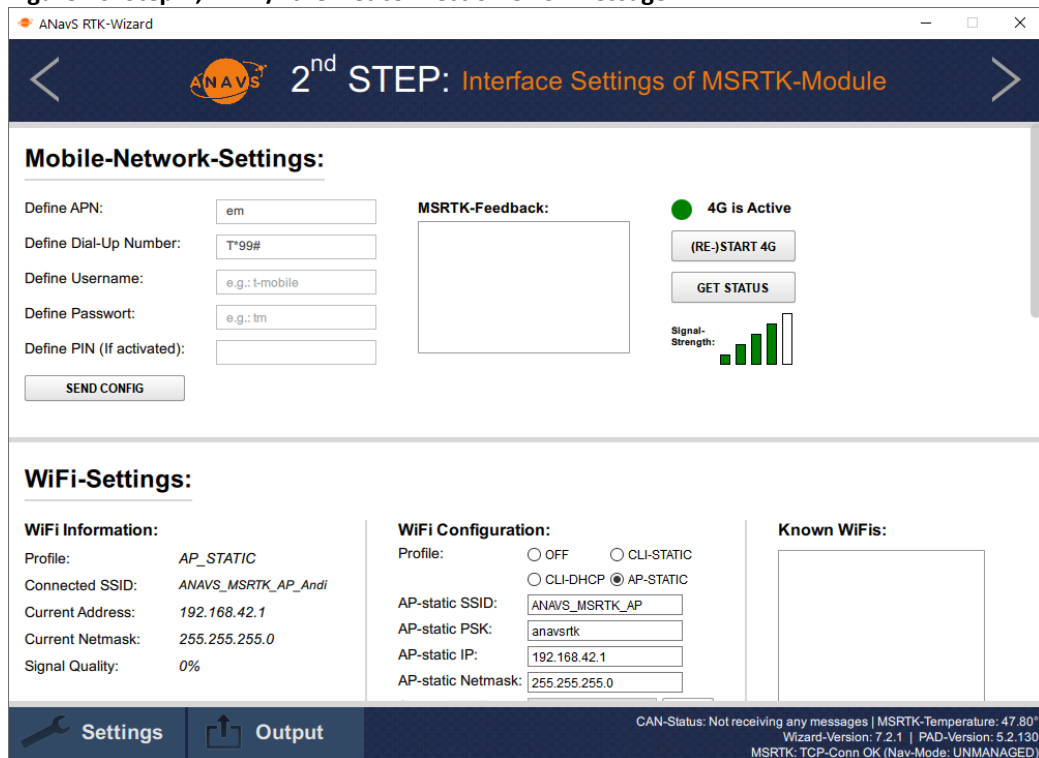 ANavS RTK-Wizard
ANAVS
2nd STEP: Interface Settings of MSRTK-Module
Mobile-Network-Settings:
Define APN:
em
Define Dial-Up Number:
T*99#
Define Username:
e.g.: t-mobile
Define Passwort:
e.g.: tm
Define PIN (If activated):
SEND CONFIG
MSRTK-Feedback:
4G is Active
(RE-)START 4G
GET STATUS
Signal-
Strength:
WiFi-Settings:
WiFi Information:
Profile: AP_STATIC
Connected SSID: ANAVS_MSRTK_AP_Andi
Current Address: 192.168.42.1
Current Netmask: 255.255.255.0
Signal Quality: 0%
WiFi Configuration:
Profile: OFF CLI-STATIC
CLI-DHCP AP-STATIC
AP-static SSID: ANAVS_MSRTK_AP
AP-static PSK: anavsrtk
AP-static IP: 192.168.42.1
AP-static Netmask: 255.255.255.0
Known WiFis:
Settings
Output
CAN-Status: Not receiving any messages | MSRTK-Temperature: 47.80°
Wizard-Version: 7.2.1 | PAD-Version: 5.2.130
MSRTK: TCP-Conn OK (Nav-Mode: UNMANAGED)